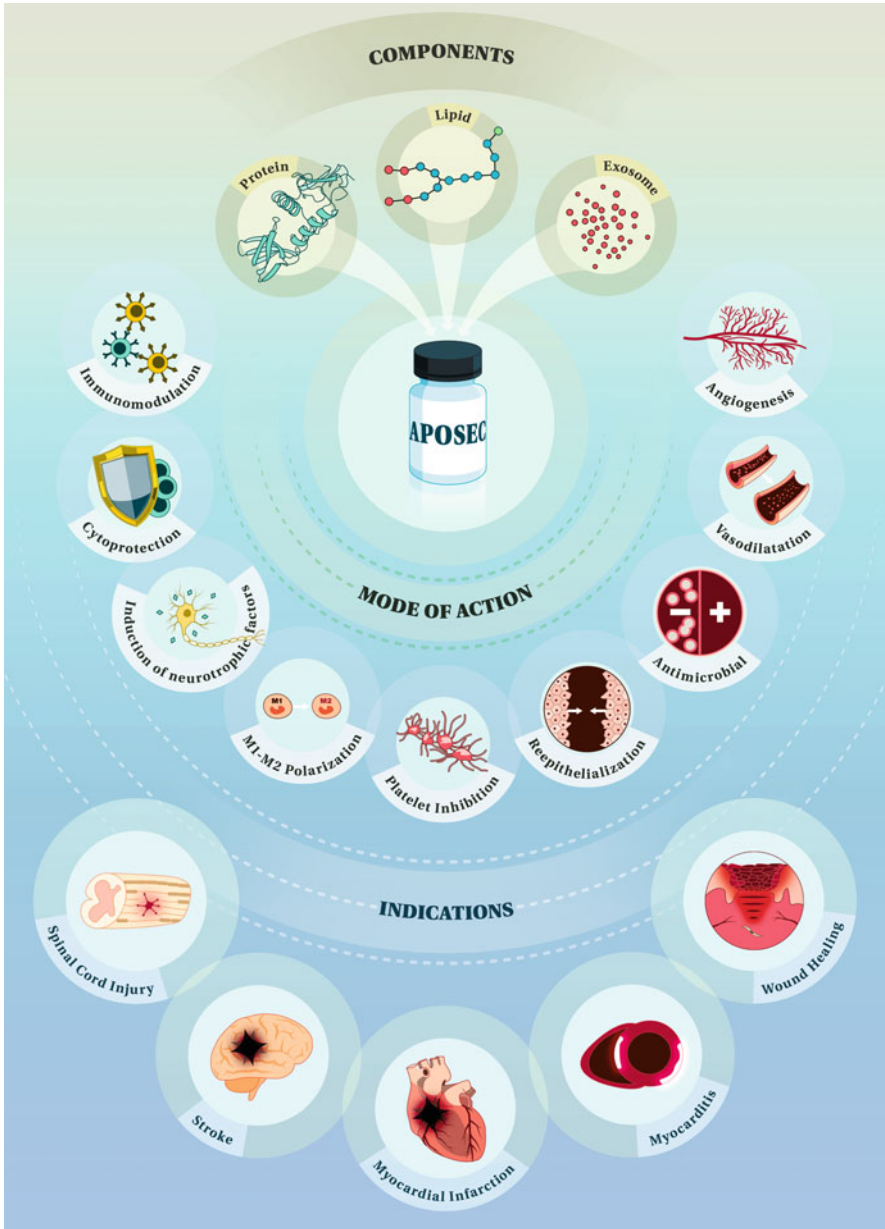 COMPONENTS
Protein
Lipid
Exosome
APOSEC
MODE OF ACTION
Immunomodulation
Cytoprotection
Induction of neurotrophic factors
M1
M2
M1-M2 Polarization
Platelet Inhibition
Reepithelialization
Antimicrobial
Vasodilatation
Angiogenesis
INDICATIONS
Spinal Cord Injury
Stroke
Myocardial Infarction
Myocarditis
Wound Healing